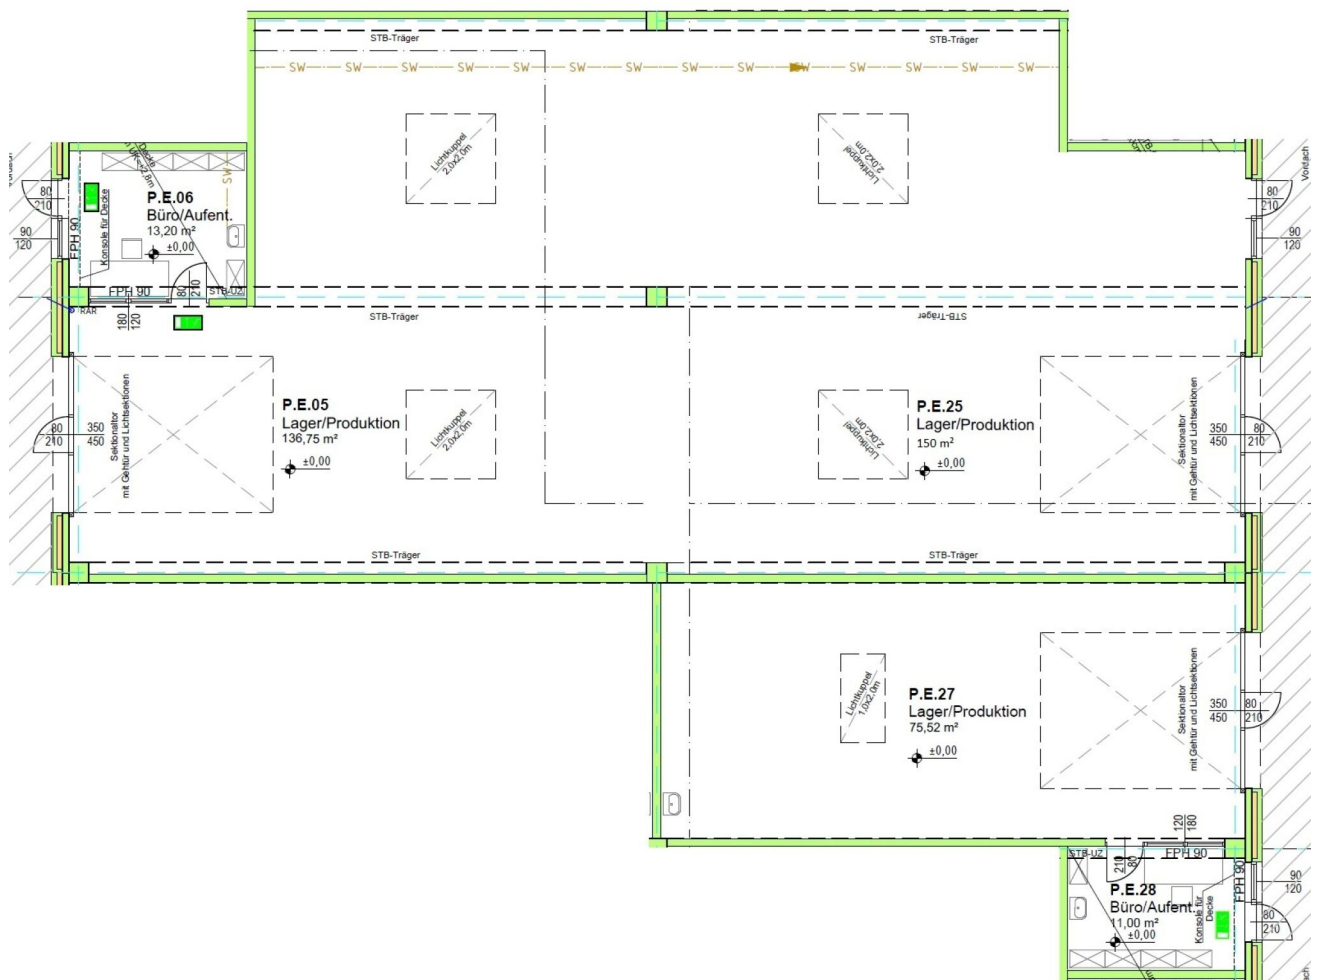 STB-Träger
STB-Träger
SW SW SW SW SW SW SW SW SW SW SW SW SW SW
Lichtkuppel
2,0x2,0m
Lichtkuppel
2,0x2,0m
Decke
UK=+2,8m
SW
Vordach
80
210
90
120
P.E.06
Büro/Aufent.
13,20 m²
±0,00
Konsole für Decke
FPH 90
FPH 90
80
210
STB-UZ
80
210
90
120
RAR
180
120
STB-Träger
STB-Träger
P.E.05
Lager/Produktion
136,75 m²
±0,00
80
210
350
450
Sektionaltor
mit Gehtür und Lichtsektionen
Lichtkuppel
2,0x2,0m
Lichtkuppel
2,0x2,0m
P.E.25
Lager/Produktion
150 m²
±0,00
Sektionaltor
mit Gehtür und Lichtsektionen
350
450
80
210
STB-Träger
STB-Träger
Lichtkuppel
1,0x2,0m
P.E.27
Lager/Produktion
75,52 m²
±0,00
Sektionaltor
mit Gehtür und Lichtsektionen
350
450
80
210
120
180
STB-UZ
210
80
FPH 90
FPH 90
P.E.28
Büro/Aufent.
11,00 m²
±0,00
Konsole für
Decke
90
120
80
210